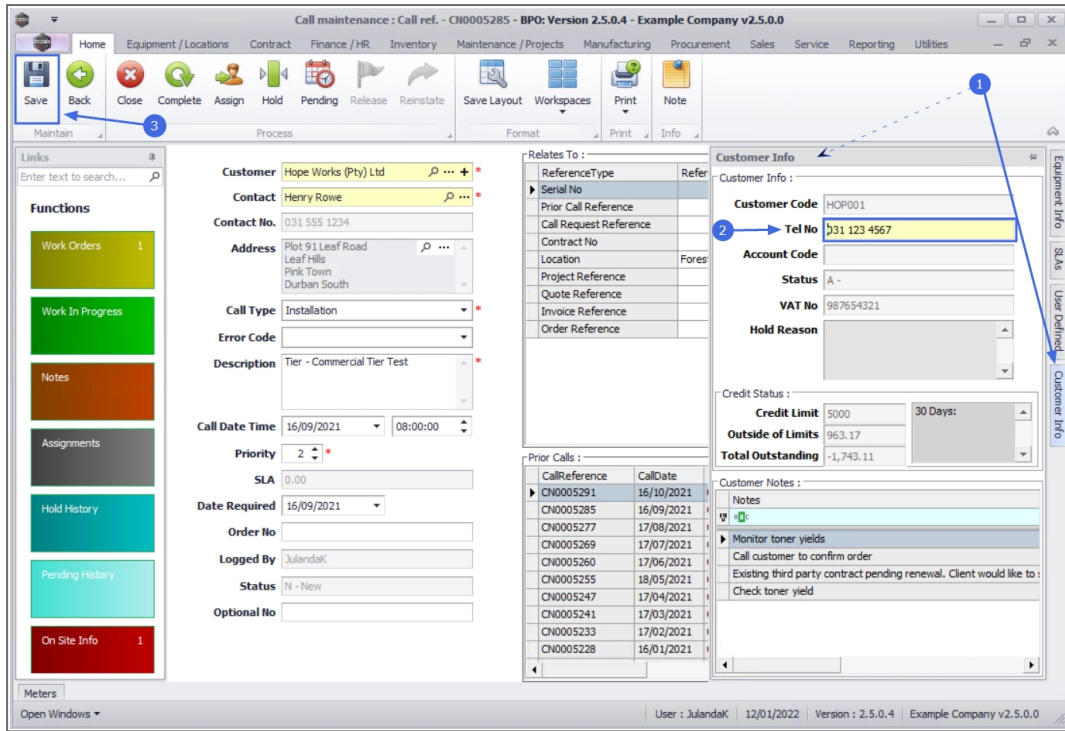 Call maintenance : Call ref. - CN0005285 - BPO: Version 2.5.0.4 - Example Company v2.5.0.0
Home Equipment / Locations Contract Finance / HR Inventory Maintenance / Projects Manufacturing Procurement Sales Service Reporting Utilities
Save Back Close Complete Assign Hold Pending Release Reinstate Save Layout Workspaces Print Note
1
3
Maintain Process Format Print Info
Links
Enter text to search...
Functions
Work Orders 1
Work In Progress
Notes
Assignments
Hold History
Pending History
On Site Info 1
Customer Hope Works (Pty) Ltd *
Contact Henry Rowe *
Contact No. 031 555 1234
Address Plot 91 Leaf Road
Leaf Hills
Pink Town
Durban South
Call Type Installation *
Error Code
Description Tier - Commercial Tier Test *
Call Date Time 16/09/2021 08:00:00
Priority 2 *
SLA 0.00
Date Required 16/09/2021
Order No
Logged By JulandaK
Status N - New
Optional No
Relates To :
ReferenceType Refer
Serial No
Prior Call Reference
Call Request Reference
Contract No
Location Fores
Project Reference
Quote Reference
Invoice Reference
Order Reference
Prior Calls :
CallReference CallDate
CN0005291 16/10/2021
CN0005285 16/09/2021
CN0005277 17/08/2021
CN0005269 17/07/2021
CN0005260 17/06/2021
CN0005255 18/05/2021
CN0005247 17/04/2021
CN0005241 17/03/2021
CN0005233 17/02/2021
CN0005228 16/01/2021
Customer Info
Customer Info :
Customer Code HOP001
2 Tel No 031 123 4567
Account Code
Status A -
VAT No 987654321
Hold Reason
Credit Status :
Credit Limit 5000 30 Days:
Outside of Limits 963.17
Total Outstanding -1,743.11
Customer Notes :
Notes
Monitor toner yields
Call customer to confirm order
Existing third party contract pending renewal. Client would like to
Check toner yield
Equipment Info
SLAs
User Defined
Customer Info
Meters
Open Windows User : JulandaK 12/01/2022 Version : 2.5.0.4 Example Company v2.5.0.0